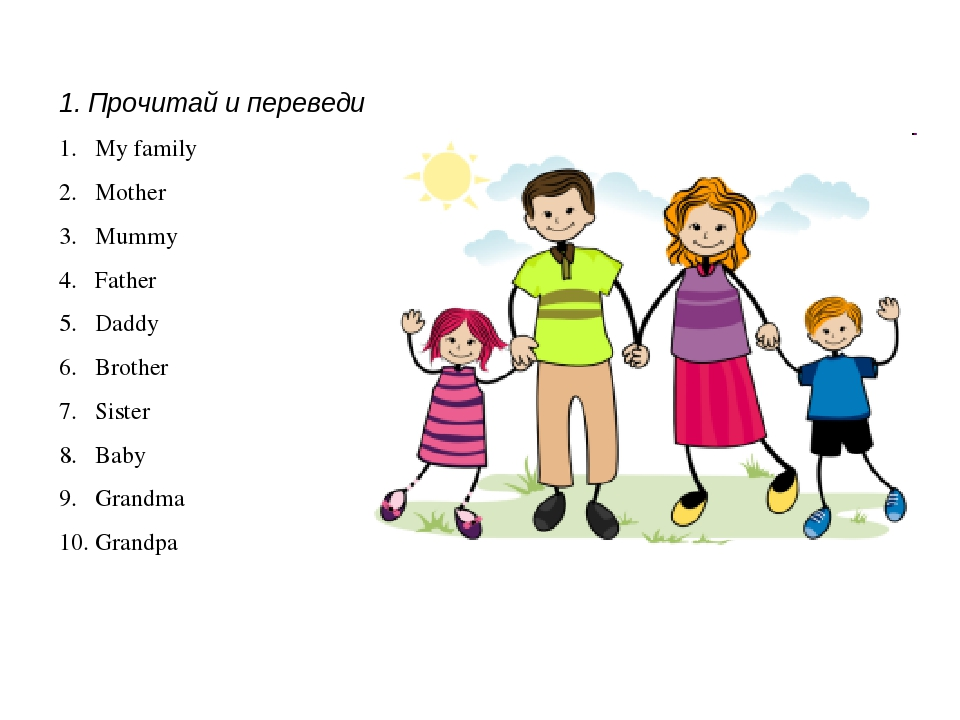 1. Прочитай и переведи
1. My family
2. Mother
3. Mummy
4. Father
5. Daddy
6. Brother
7. Sister
8. Baby
9. Grandma
10. Grandpa